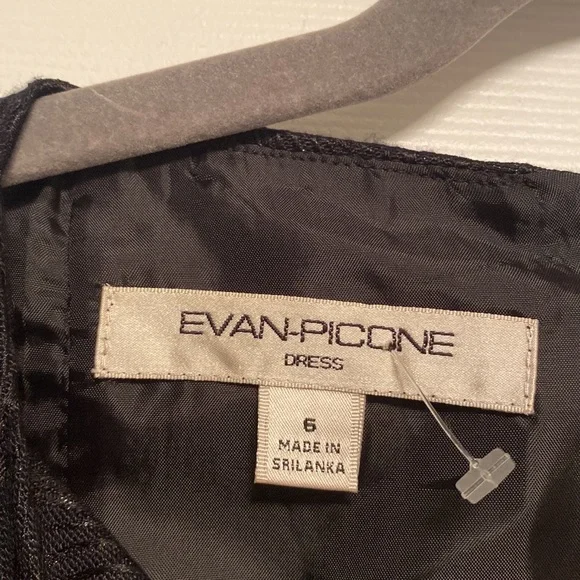 EVAN-PICONE
DRESS
6
MADE IN
SRILANKA